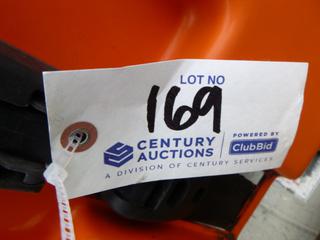 LOT NO
169
CENTURY AUCTIONS
POWERED BY
ClubBid
A DIVISION OF CENTURY SERVICES